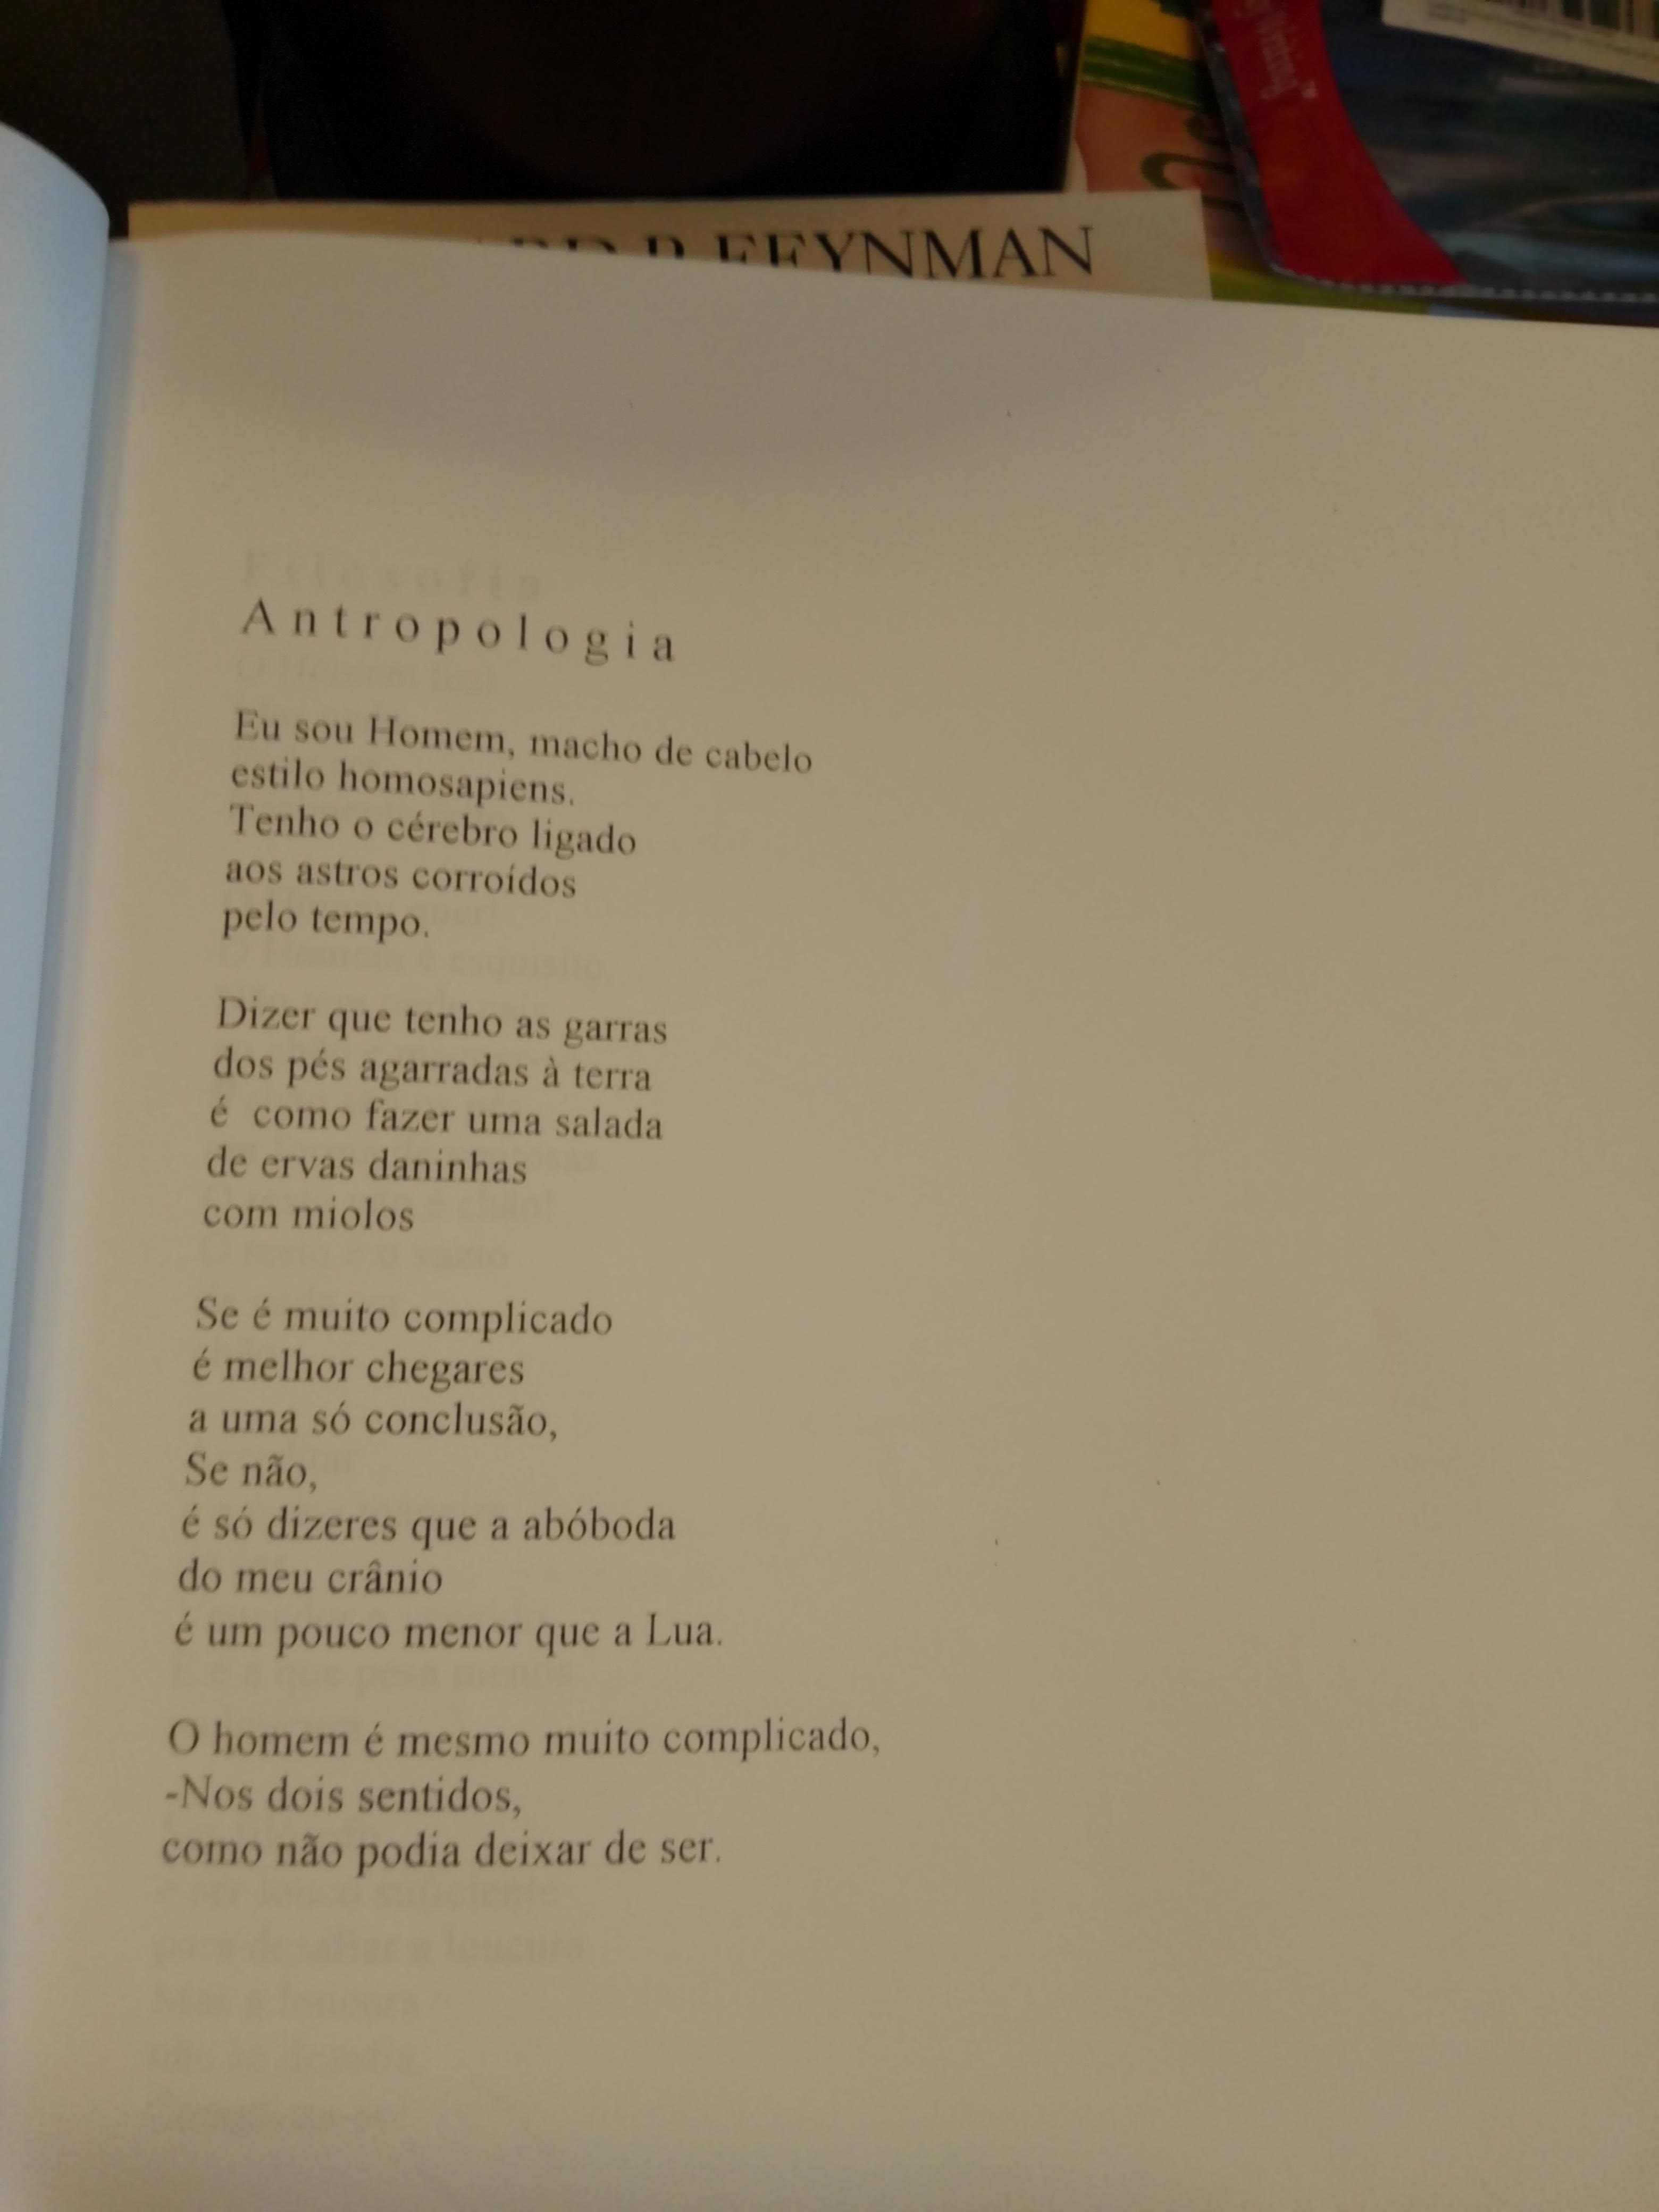 FEYNMAN
Antropologia
Eu sou Homem, macho de cabelo
estilo homosapiens.
Tenho o cérebro ligado
aos astros corroídos
pelo tempo.
Dizer que tenho as garras
dos pés agarradas à terra
é como fazer uma salada
de ervas daninhas
com miolos
Se é muito complicado
é melhor chegares
a uma só conclusão,
Se não,
é só dizeres que a abóboda
do meu crânio
é um pouco menor que a Lua.
O homem é mesmo muito complicado,
-Nos dois sentidos,
como não podia deixar de ser.